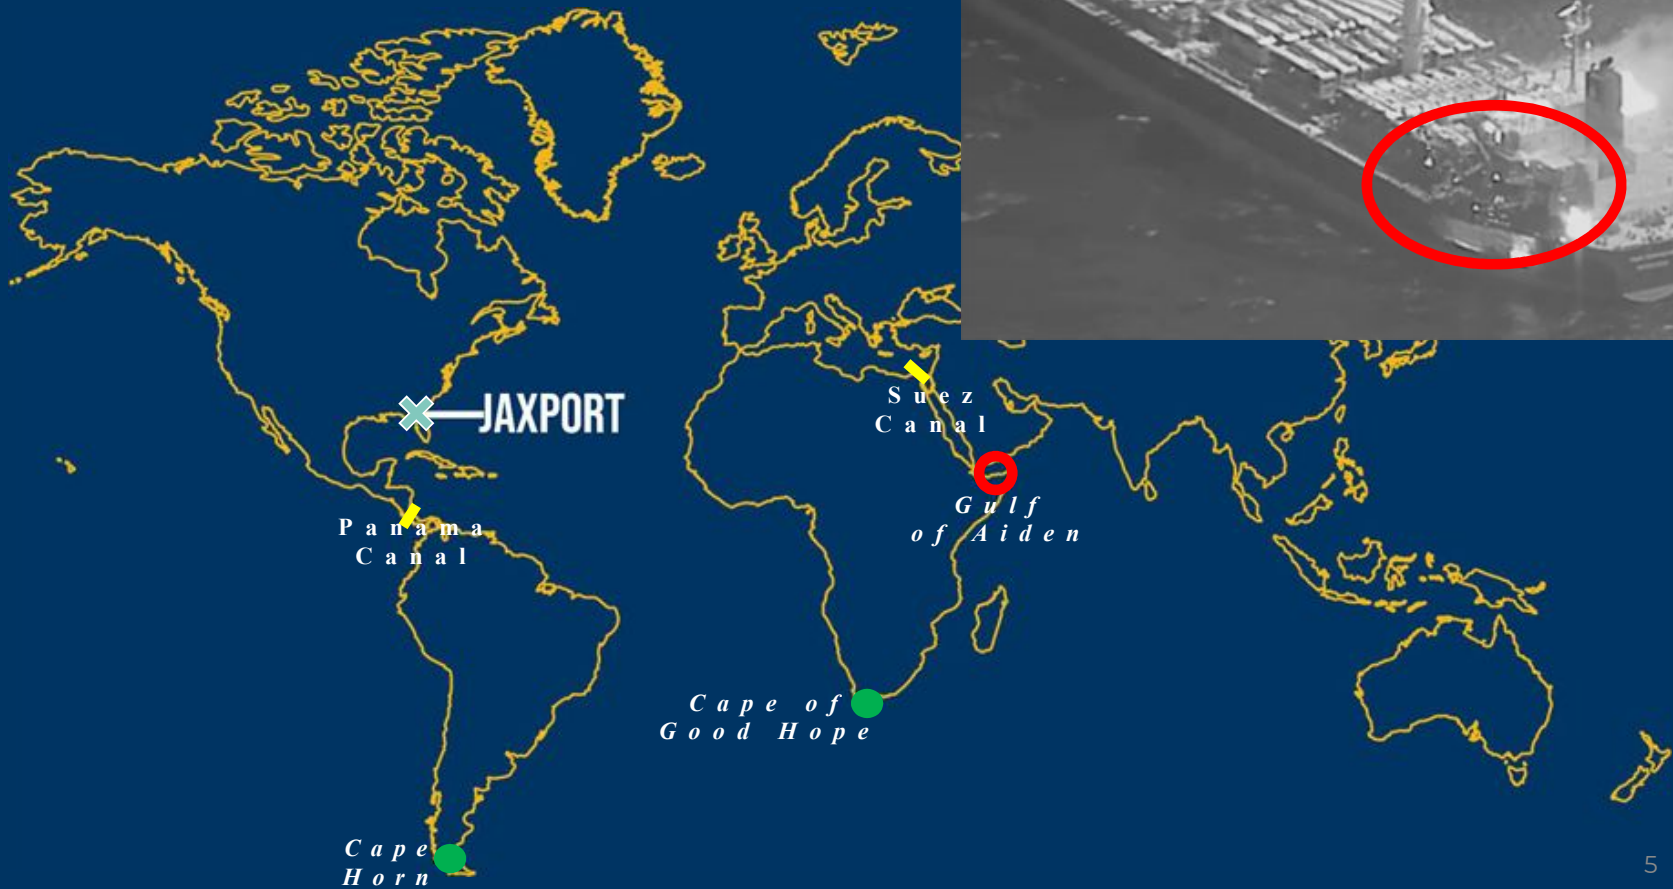 JAXPORT
Suez
Canal
Gulf
of Aiden
Panama
Canal
Cape of
Good Hope
Cape
Horn
5